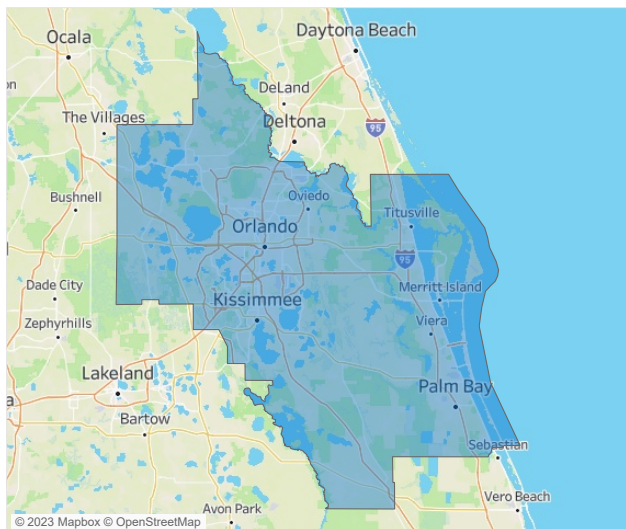 Ocala
Daytona Beach
on
DeLand
The Villages
Deltona
95
Bushnell
Oviedo
Titusville
Orlando
95
Dade City
Merritt Island
Kissimmee
Zephyrhills
Viera
Lakeland
a
Palm Bay
Bartow
Sebastian
Vero Beach
Avon Park
© 2023 Mapbox © OpenStreetMap